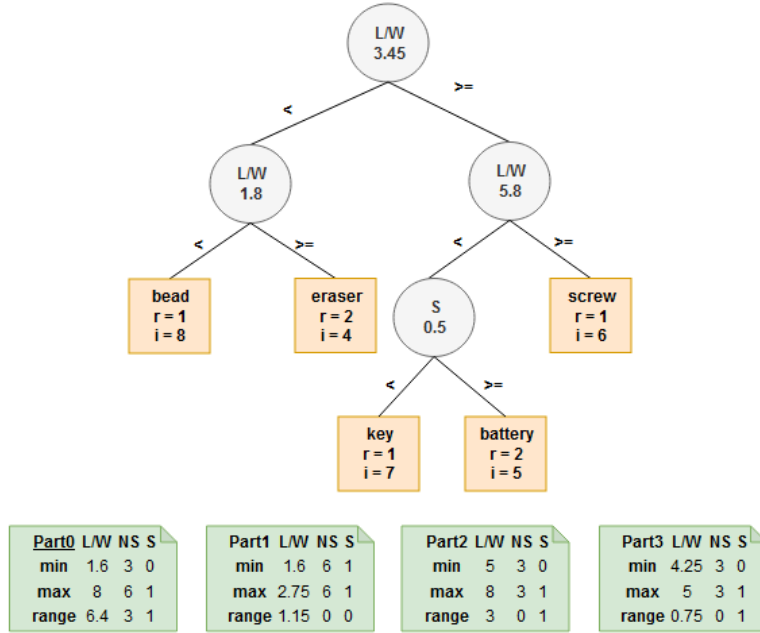 L/W
3.45
<
>=
L/W
1.8
L/W
5.8
<
>=
<
>=
bead
r = 1
i = 8
eraser
r = 2
i = 4
S
0.5
screw
r = 1
i = 6
<
>=
key
r = 1
i = 7
battery
r = 2
i = 5
Part0 L/W NS S
min 1.6 3 0
max 8 6 1
range 6.4 3 1
Part1 L/W NS S
min 1.6 6 1
max 2.75 6 1
range 1.15 0 0
Part2 L/W NS S
min 5 3 0
max 8 3 1
range 3 0 1
Part3 L/W NS S
min 4.25 3 0
max 5 3 1
range 0.75 0 1